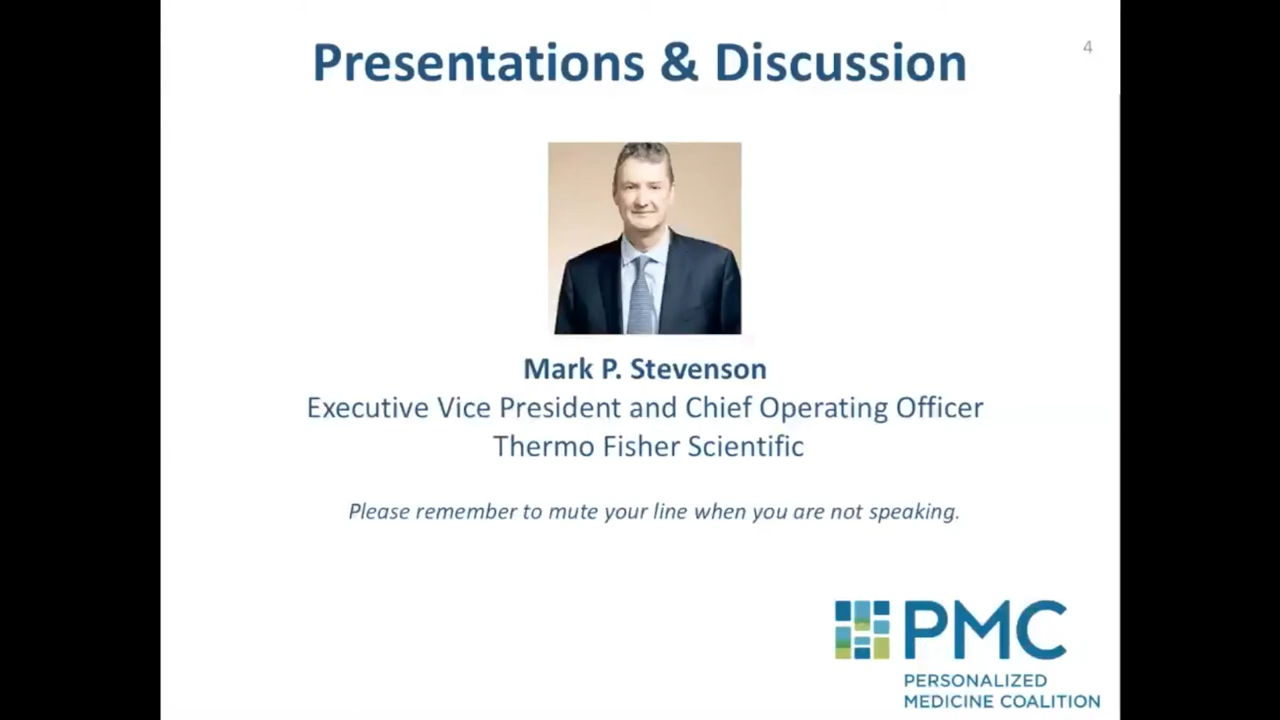 Presentations & Discussion
4
Mark P. Stevenson
Executive Vice President and Chief Operating Officer
Thermo Fisher Scientific
Please remember to mute your line when you are not speaking.
PMC
PERSONALIZED
MEDICINE COALITION